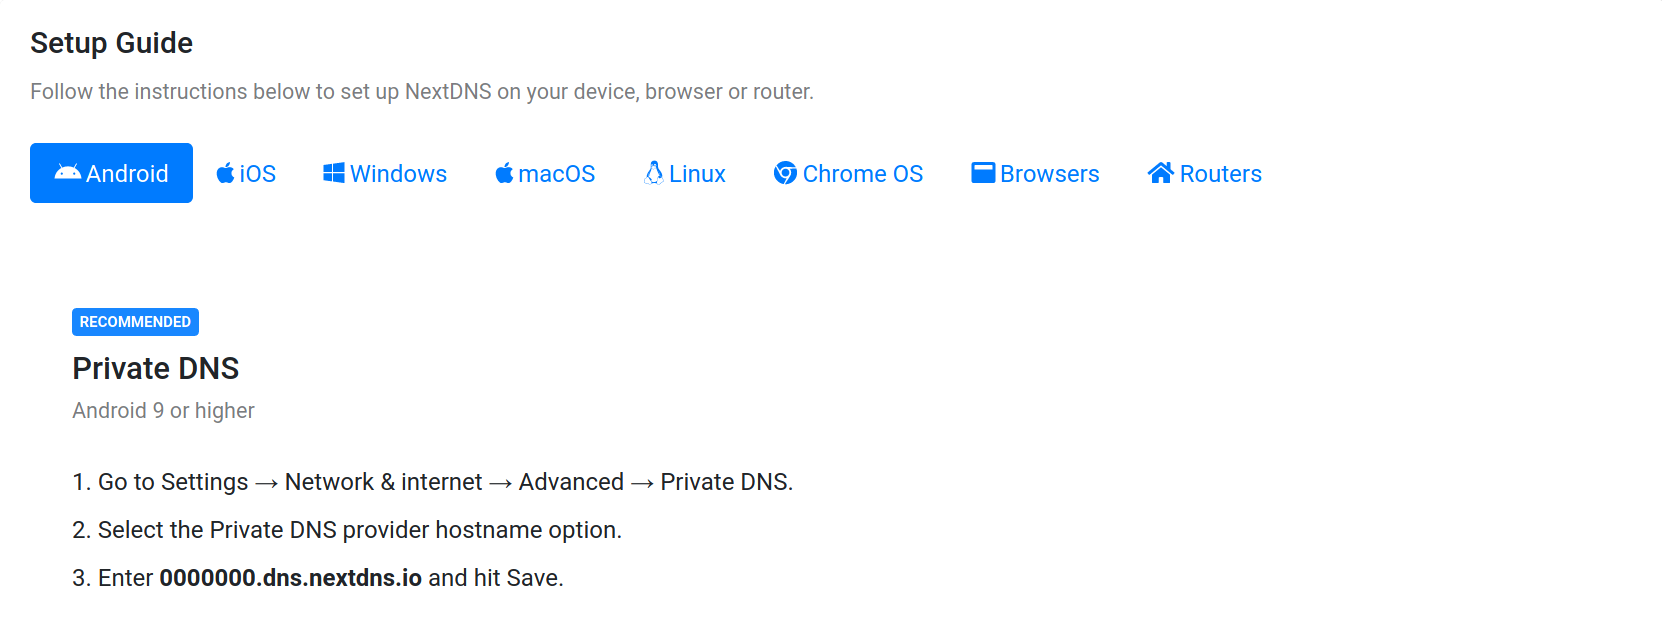 Setup Guide
Follow the instructions below to set up NextDNS on your device, browser or router.
Android iOS Windows macOS Linux Chrome OS Browsers Routers
RECOMMENDED
Private DNS
Android 9 or higher
1. Go to Settings → Network & internet → Advanced → Private DNS.
2. Select the Private DNS provider hostname option.
3. Enter 0000000.dns.nextdns.io and hit Save.